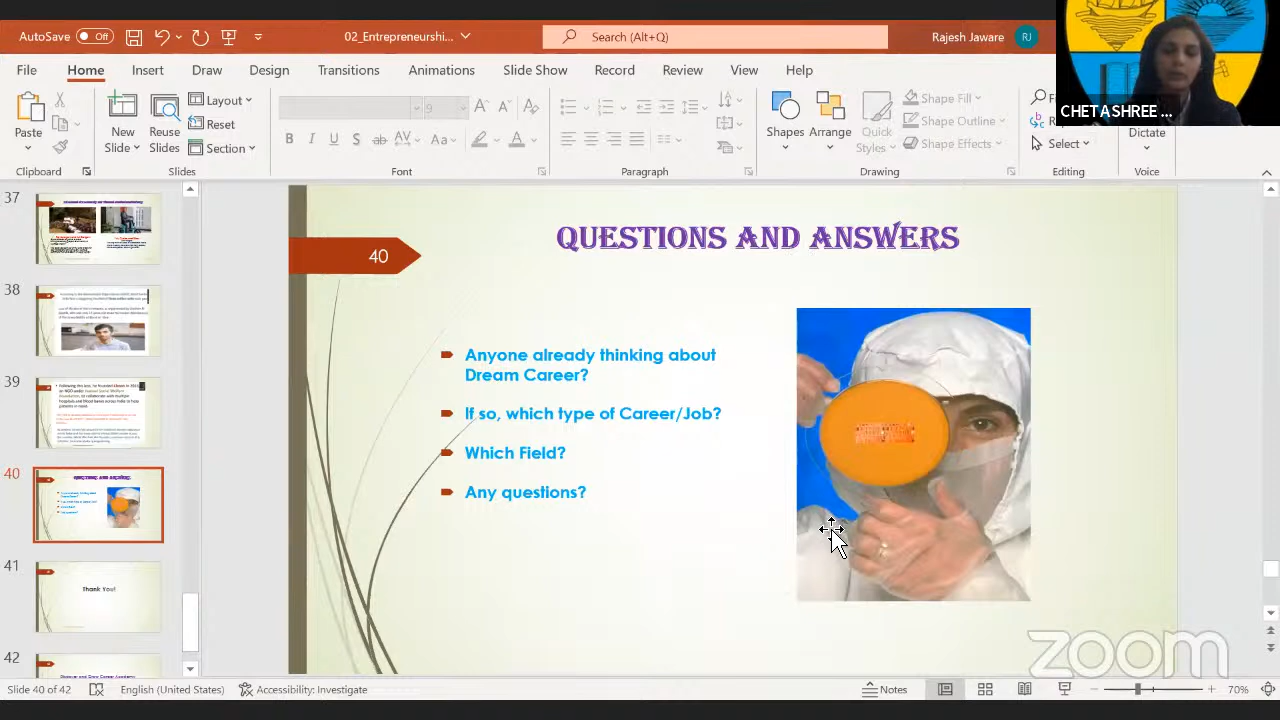 AutoSave Off 02_Entrepreneurshi... Search (Alt+Q) Rajesh Jaware RJ
File Home Insert Draw Design Transitions Animations Slide Show Record Review View Help
CHETASHREE ...
Paste
New
Slide
Reuse
Slides
Layout
Reset
Section
9
B I U S ab AV Aa A
Shapes
Arrange
Quick
Styles
Shape Fill
Shape Outline
Shape Effects
Select
Dictate
Clipboard Slides Font Paragraph Drawing Editing Voice
37
38
39
40
41
Thank You!
42
40
QUESTIONS AND ANSWERS
Anyone already thinking about
Dream Career?
If so, which type of Career/Job?
Which Field?
Any questions?
zoom
Slide 40 of 42 English (United States) Accessibility: Investigate Notes 70%